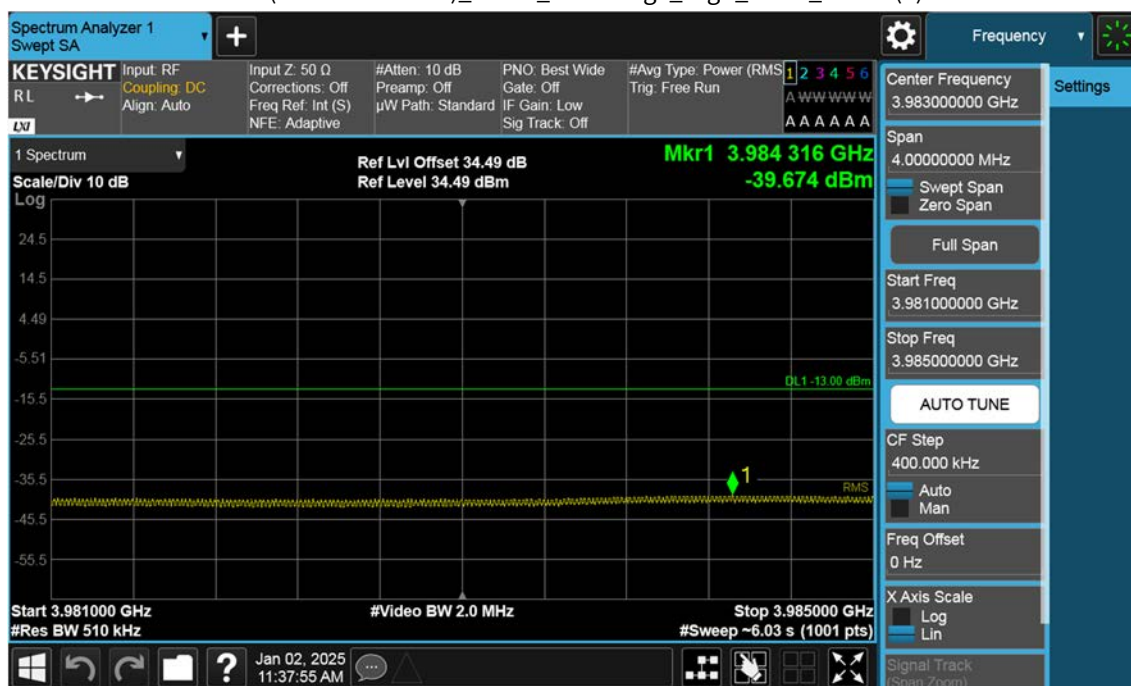 Spectrum Analyzer 1
Swept SA
+
Frequency
KEYSIGHT
RL
LXI
Input: RF
Coupling: DC
Align: Auto
Input Z: 50 Ω
Corrections: Off
Freq Ref: Int (S)
NFE: Adaptive
#Atten: 10 dB
Preamp: Off
µW Path: Standard
PNO: Best Wide
Gate: Off
IF Gain: Low
Sig Track: Off
#Avg Type: Power (RMS
Trig: Free Run
1 2 3 4 5 6
A W W W W W
A A A A A A
1 Spectrum
Scale/Div 10 dB
Ref Lvl Offset 34.49 dB
Ref Level 34.49 dBm
Mkr1 3.984 316 GHz
-39.674 dBm
Log
24.5
14.5
4.49
-5.51
-15.5
-25.5
-35.5
-45.5
-55.5
DL1 -13.00 dBm
1
RMS
Start 3.981000 GHz
#Res BW 510 kHz
#Video BW 2.0 MHz
Stop 3.985000 GHz
#Sweep ~6.03 s (1001 pts)
?
Jan 02, 2025
11:37:55 AM
Center Frequency
3.983000000 GHz
Span
4.00000000 MHz
Swept Span
Zero Span
Full Span
Start Freq
3.981000000 GHz
Stop Freq
3.985000000 GHz
AUTO TUNE
CF Step
400.000 kHz
Auto
Man
Freq Offset
0 Hz
X Axis Scale
Log
Lin
Signal Track
(Span Zoom)
Settings